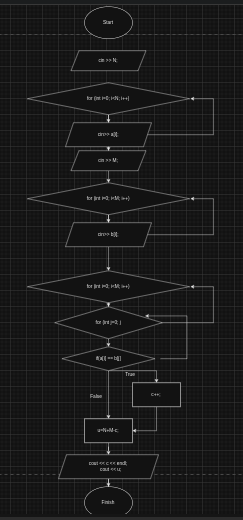 Start
cin >> N;
for (int i=0; i<N; i++)
cin>> a[i];
cin >> M;
for (int i=0; i<M; i++)
cin>> b[i];
for (int i=0; i<M; i++)
for (int j=0; j
if(a[i] == b[j])
True
c++;
False
u=N+M-c;
cout << c << endl;
cout << u;
Finish